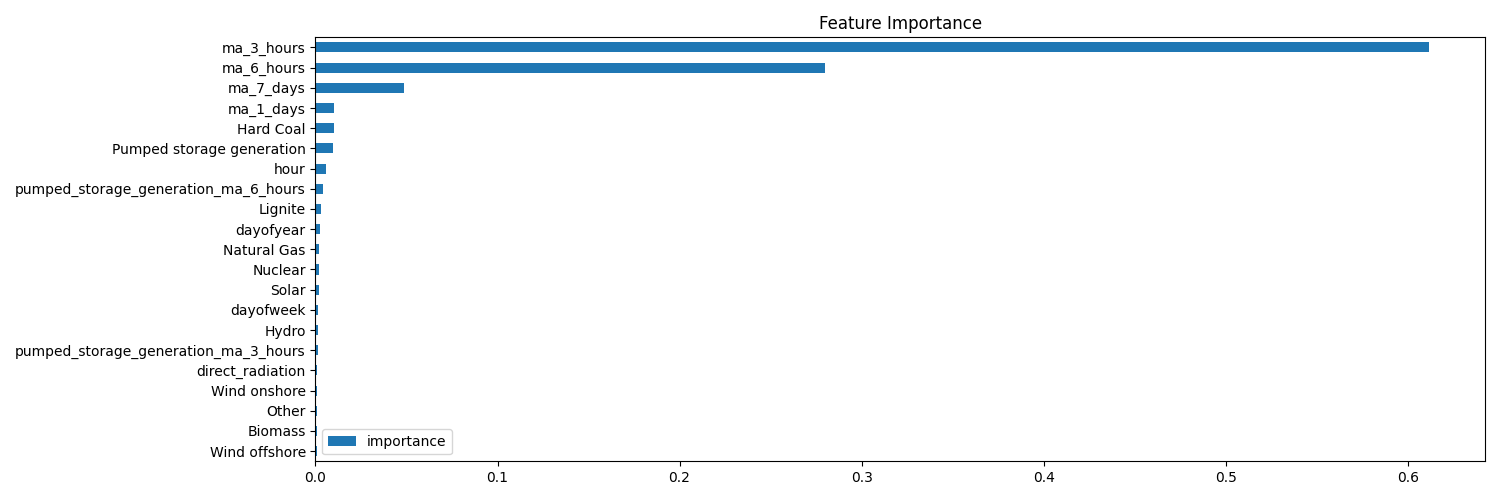 Feature Importance
ma_3_hours
ma_6_hours
ma_7_days
ma_1_days
Hard Coal
Pumped storage generation
hour
pumped_storage_generation_ma_6_hours
Lignite
dayofyear
Natural Gas
Nuclear
Solar
dayofweek
Hydro
pumped_storage_generation_ma_3_hours
direct_radiation
Wind onshore
Other
Biomass
Wind offshore
importance
0.0 0.1 0.2 0.3 0.4 0.5 0.6